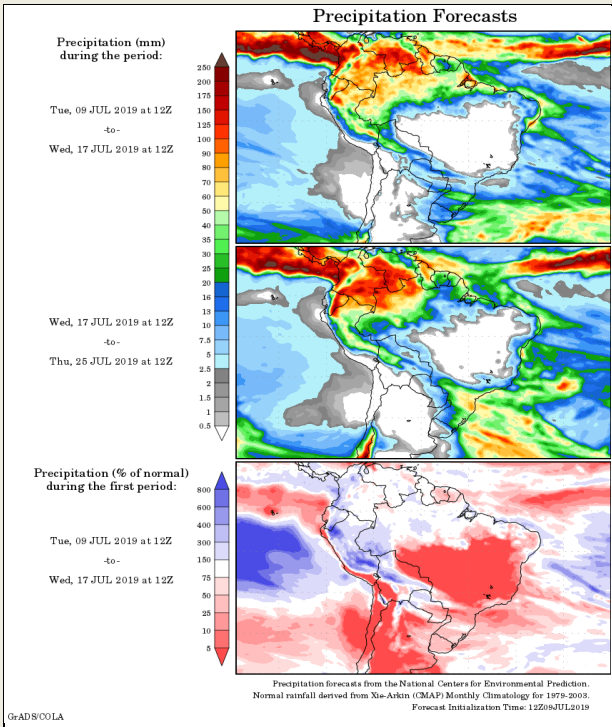 Precipitation Forecasts
Precipitation (mm)
during the period:
Tue, 09 JUL 2019 at 12Z
-to-
Wed, 17 JUL 2019 at 12Z
250
200
175
150
125
100
90
80
70
60
50
40
35
30
25
20
16
13
10
7.5
5
2.5
2
1.5
1
0.5
Wed, 17 JUL 2019 at 12Z
-to-
Thu, 25 JUL 2019 at 12Z
Precipitation (% of normal)
during the first period:
Tue, 09 JUL 2019 at 12Z
-to-
Wed, 17 JUL 2019 at 12Z
800
600
400
300
150
75
50
25
10
5
Precipitation forecasts from the National Centers for Environmental Prediction.
Normal rainfall derived from Xie-Arkin (CMAP) Monthly Climatology for 1979-2003.
Forecast Initialization Time: 12Z09JUL2019
GrADS/COLA